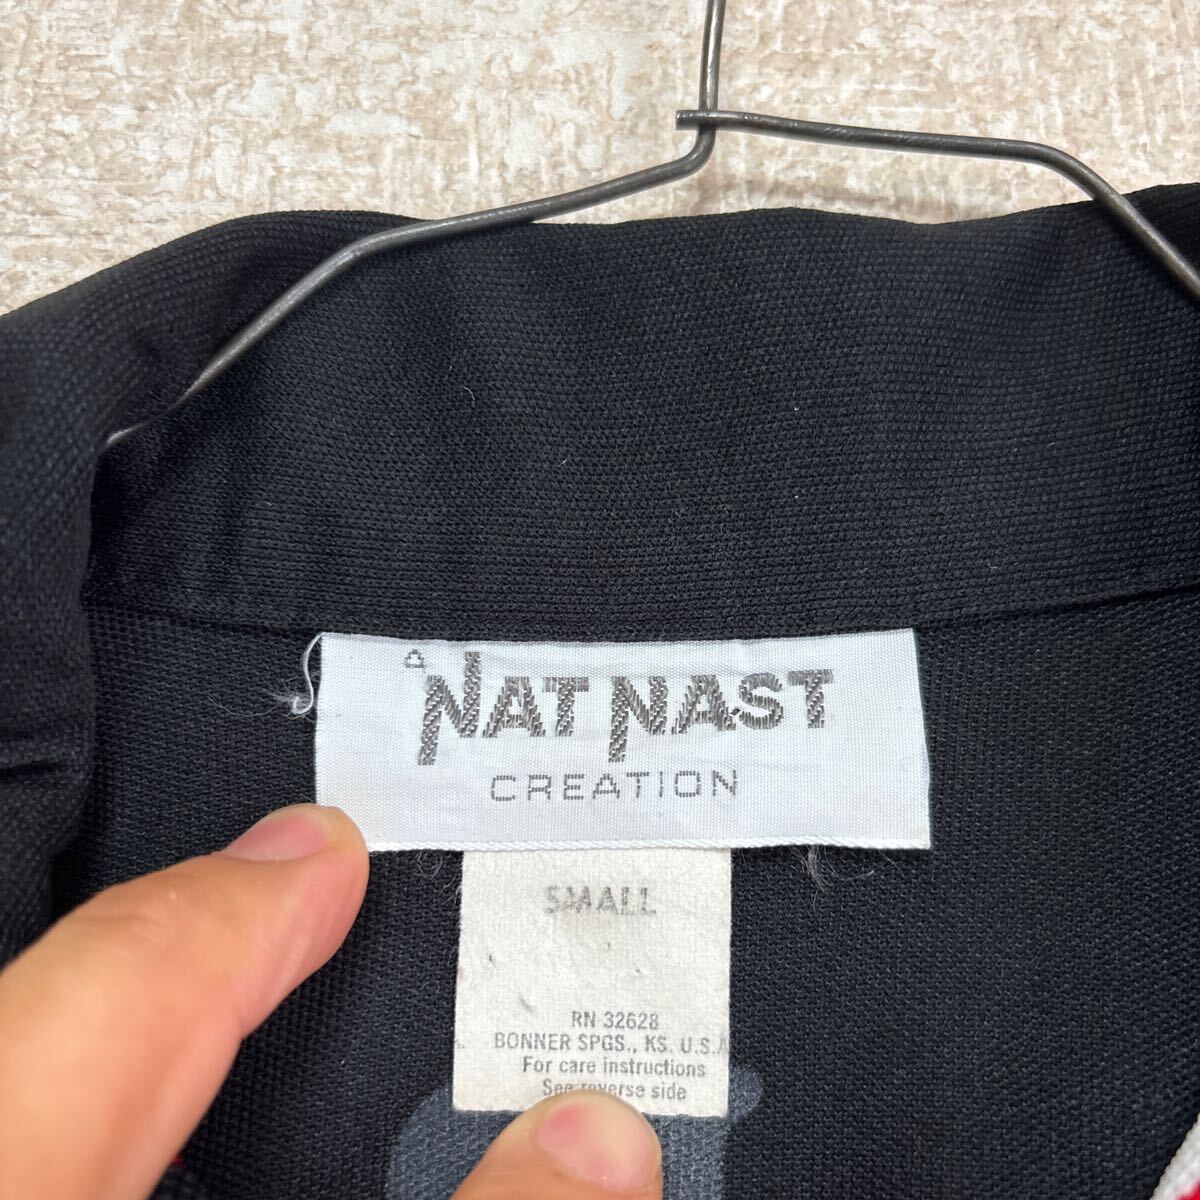 A NAT NAST
CREATION
SMALL
RN 32628
BONNER SPGS., KS. U.S.A
For care instructions
See reverse side